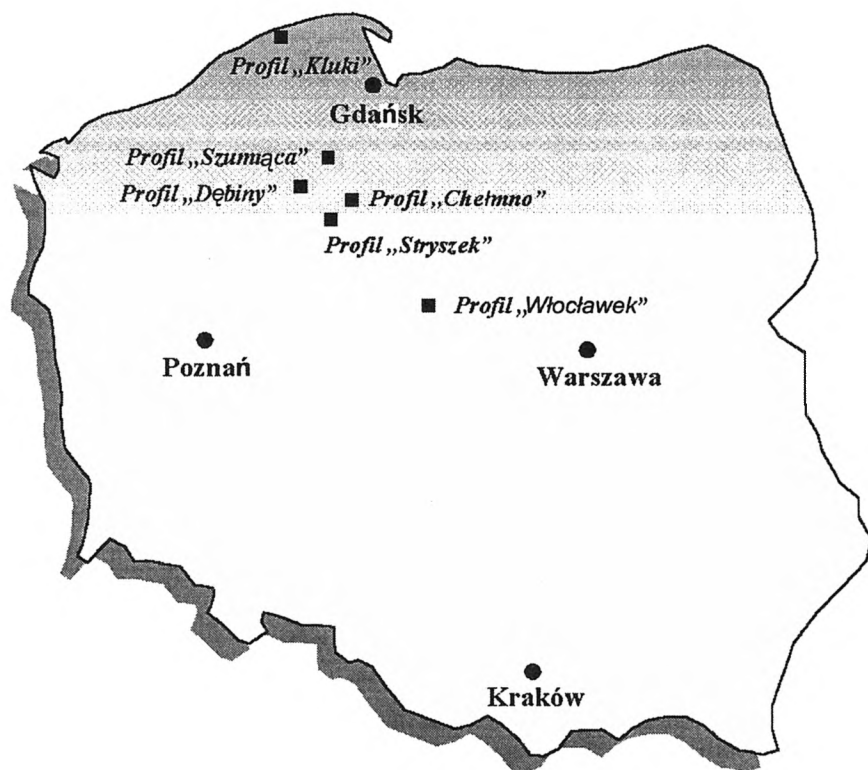 Profil „Kluki”
Gdańsk
Profil „Szumiąca”
Profil „Dębiny”
Profil „Chełmno”
Profil „Stryszek”
Profil „Włocławek”
Poznań
Warszawa
Kraków